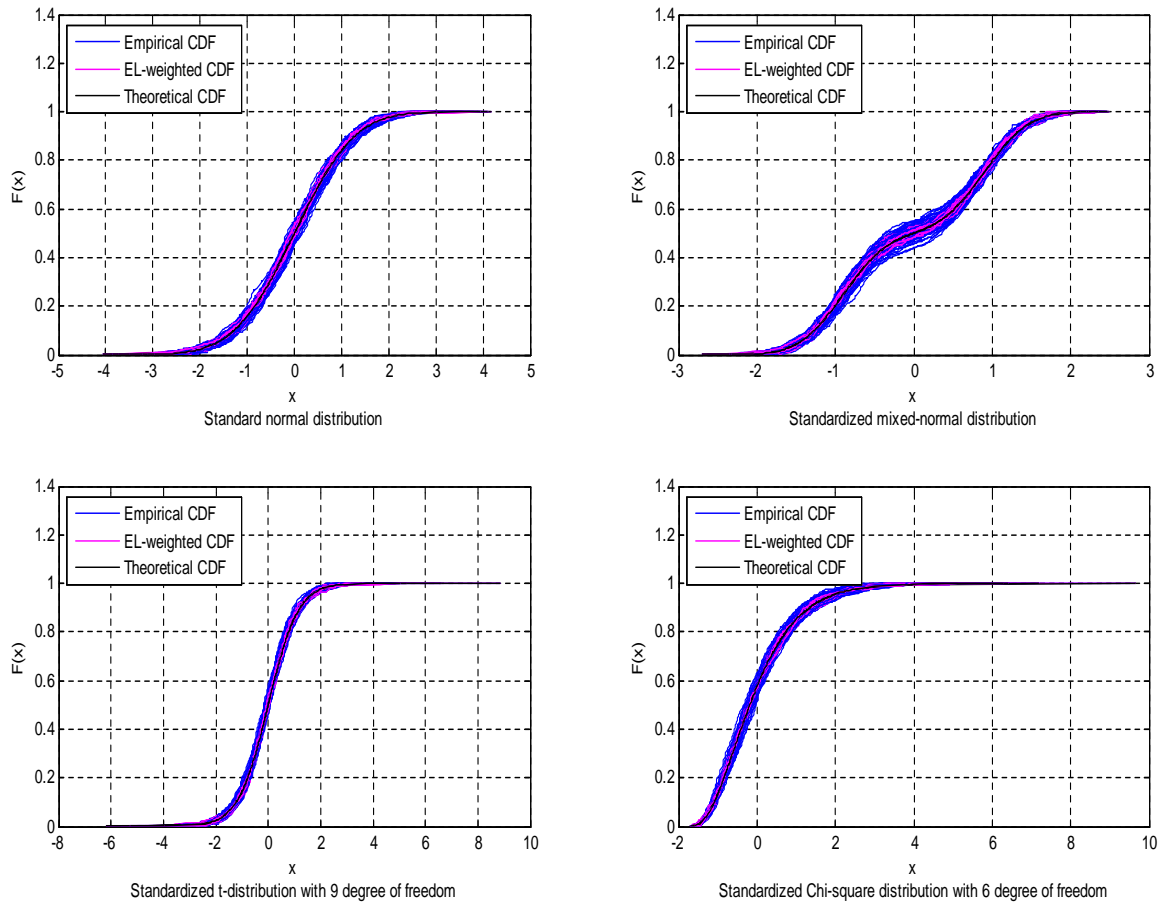 1.4
1.2
1
0.8
0.6
0.4
0.2
0
F(x)
Empirical CDF
EL-weighted CDF
Theoretical CDF
-5 -4 -3 -2 -1 0 1 2 3 4 5
x
Standard normal distribution
1.4
1.2
1
0.8
0.6
0.4
0.2
0
F(x)
Empirical CDF
EL-weighted CDF
Theoretical CDF
-3 -2 -1 0 1 2 3
x
Standardized mixed-normal distribution
1.4
1.2
1
0.8
0.6
0.4
0.2
0
F(x)
Empirical CDF
EL-weighted CDF
Theoretical CDF
-8 -6 -4 -2 0 2 4 6 8 10
x
Standardized t-distribution with 9 degree of freedom
1.4
1.2
1
0.8
0.6
0.4
0.2
0
F(x)
Empirical CDF
EL-weighted CDF
Theoretical CDF
-2 0 2 4 6 8 10
x
Standardized Chi-square distribution with 6 degree of freedom